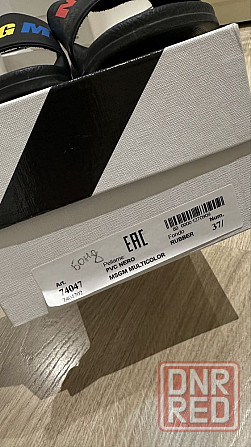 G M
Art.
74047
Pellame
PVC NERO
MSGM MULTICOLOR
EAC
Fondo
RUBBER
Num.
37/
DNR
RED